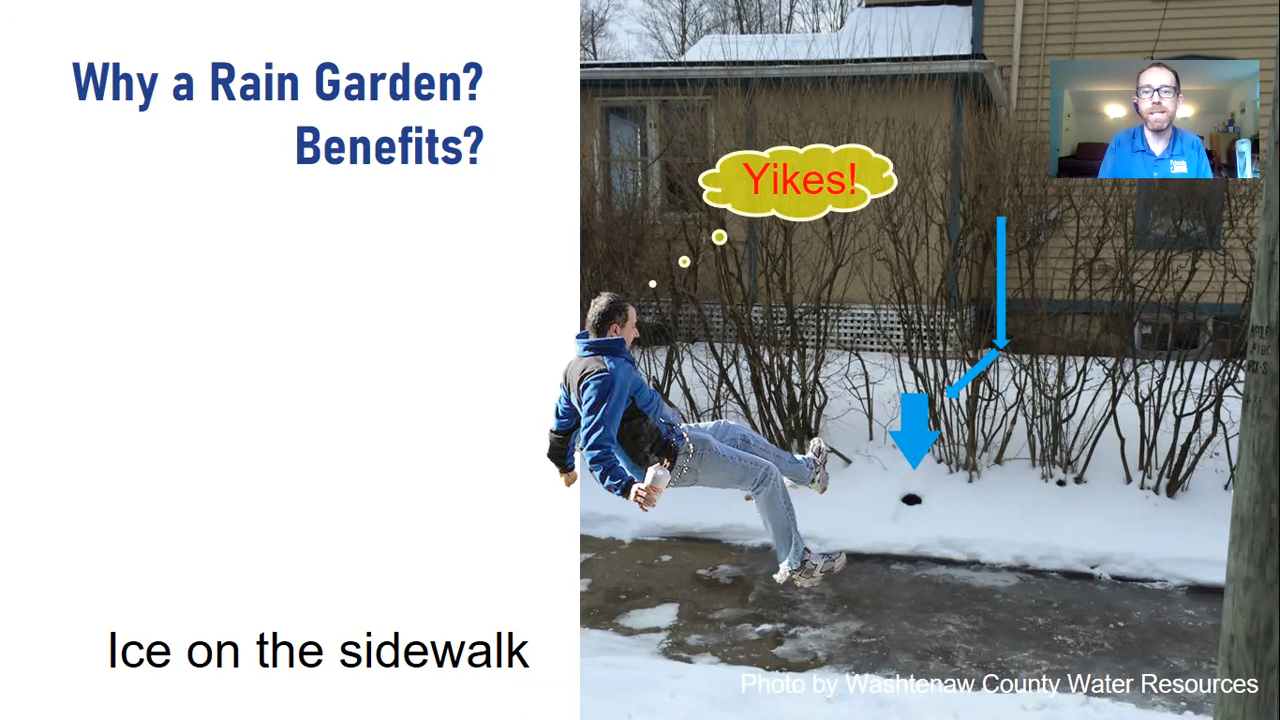 Why a Rain Garden?
Benefits?
Yikes!
Ice on the sidewalk
Photo by Washtenaw County Water Resources